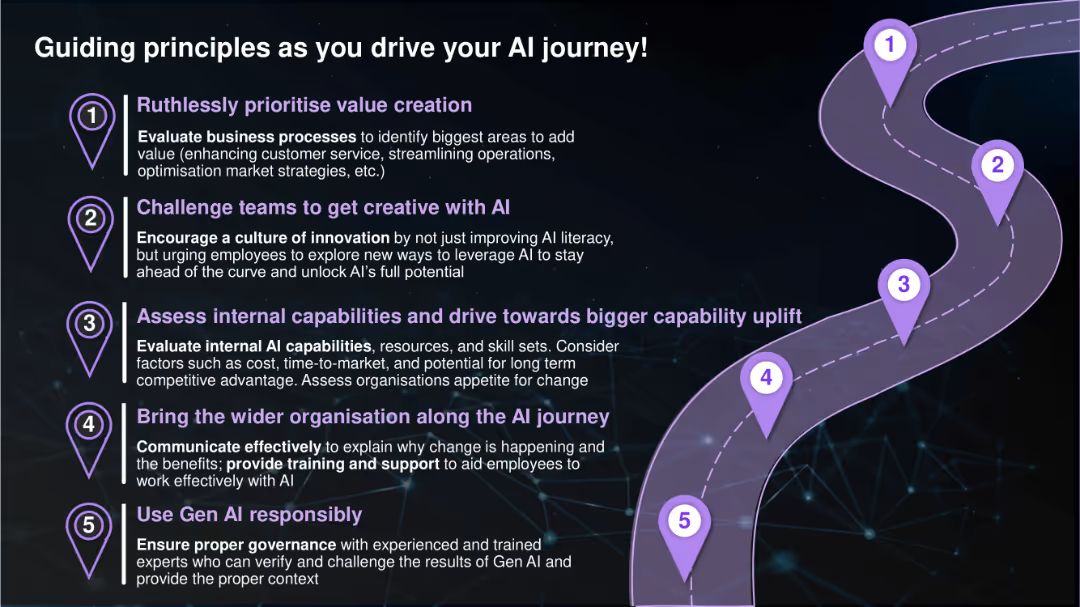 Guiding principles as you drive your AI journey!
1
Ruthlessly prioritise value creation
Evaluate business processes to identify biggest areas to add
value (enhancing customer service, streamlining operations,
optimisation market strategies, etc.)
2
Challenge teams to get creative with AI
Encourage a culture of innovation by not just improving AI literacy,
but urging employees to explore new ways to leverage AI to stay
ahead of the curve and unlock AI's full potential
3
Assess internal capabilities and drive towards bigger capability uplift
Evaluate internal AI capabilities, resources, and skill sets. Consider
factors such as cost, time-to-market, and potential for long term
competitive advantage. Assess organisations appetite for change
4
Bring the wider organisation along the AI journey
Communicate effectively to explain why change is happening and
the benefits; provide training and support to aid employees to
work effectively with AI
5
Use Gen AI responsibly
Ensure proper governance with experienced and trained
experts who can verify and challenge the results of Gen AI and
provide the proper context
1
2
3
4
5